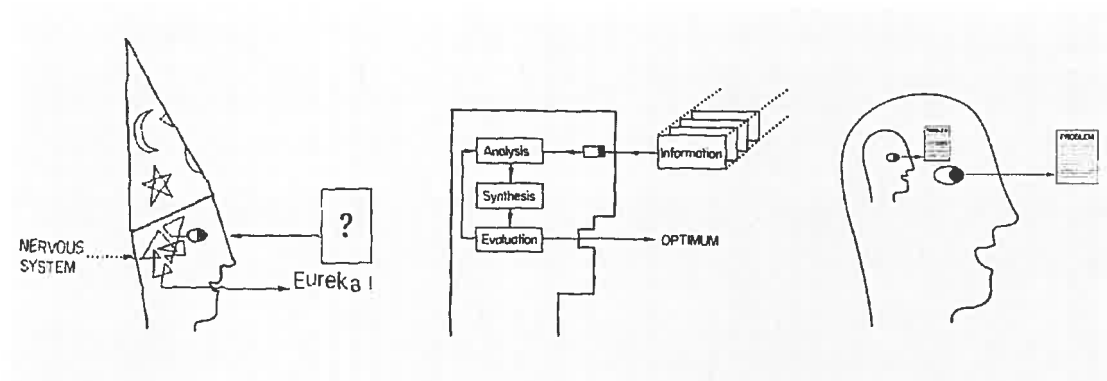 NERVOUS
SYSTEM
?
Eureka !
Analysis
Synthesis
Evaluation
Information
OPTIMUM
PROBLEM